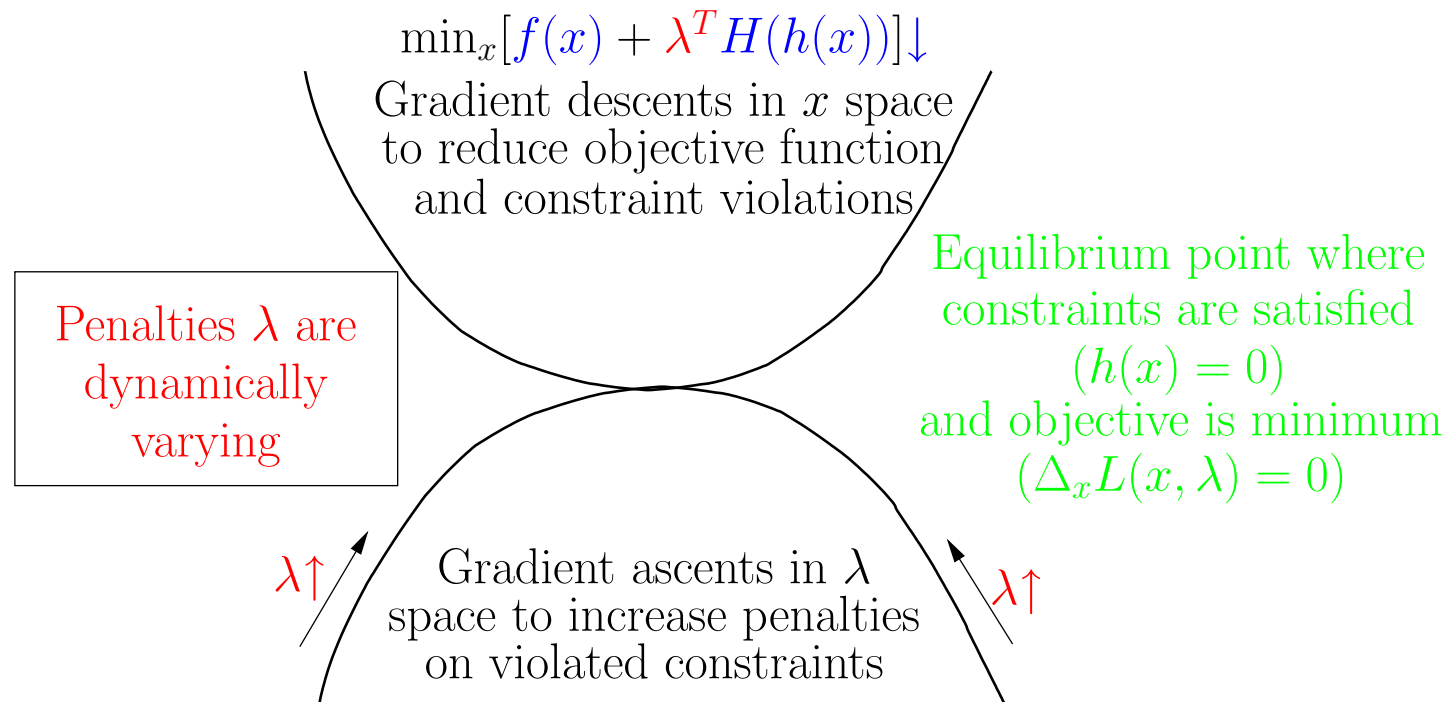 min_x[f(x) + λ^T H(h(x))]↓
Gradient descents in x space
to reduce objective function
and constraint violations
Penalties λ are
dynamically
varying
Equilibrium point where
constraints are satisfied
(h(x) = 0)
and objective is minimum
(Δ_x L(x, λ) = 0)
λ↑
λ↑
Gradient ascents in λ
space to increase penalties
on violated constraints